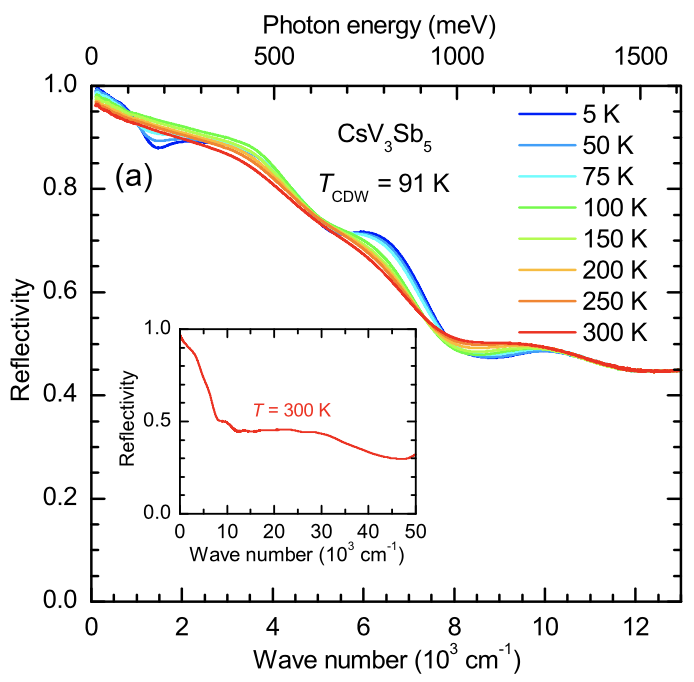 Photon energy (meV)
0 500 1000 1500
1.0
0.8
0.6
0.4
0.2
0.0
Reflectivity
(a)
CsV₃Sb₅
T_CDW = 91 K
5 K
50 K
75 K
100 K
150 K
200 K
250 K
300 K
1.0
0.5
0.0
Reflectivity
T = 300 K
0 10 20 30 40 50
Wave number (10³ cm⁻¹)
0 2 4 6 8 10 12
Wave number (10³ cm⁻¹)